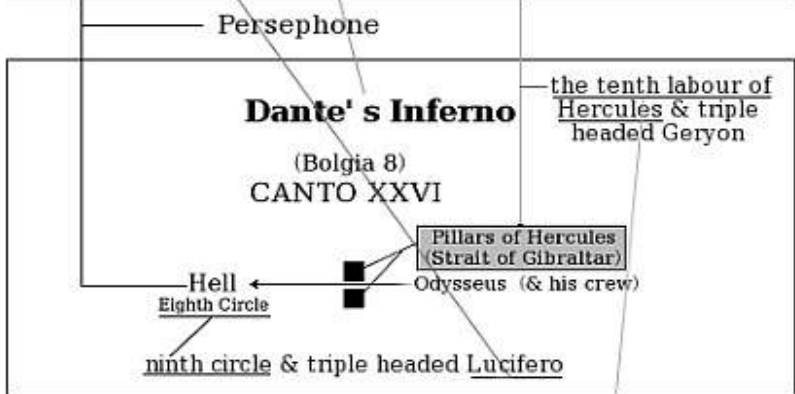 Persephone
the tenth labour of
Hercules & triple
headed Geryon
Dante' s Inferno
(Bolgia 8)
CANTO XXVI
Pillars of Hercules
(Strait of Gibraltar)
Hell
Odysseus (& his crew)
Eighth Circle
ninth circle & triple headed Lucifero